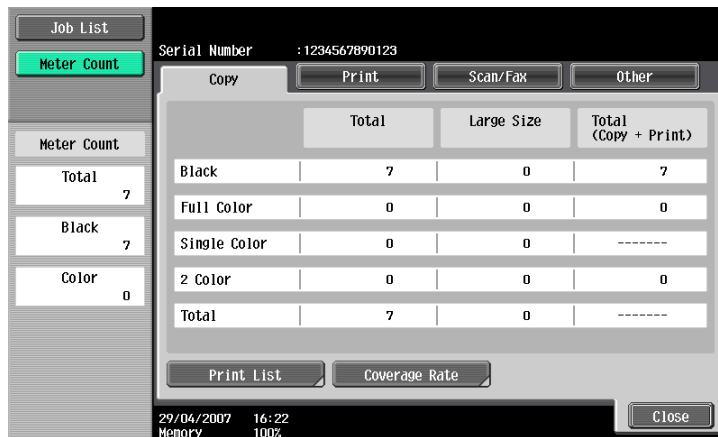 Job List
Meter Count
Serial Number :1234567890123
Copy Print Scan/Fax Other
Meter Count
Total
7
Black
7
Color
0
Total Large Size Total
(Copy + Print)
Black 7 0 7
Full Color 0 0 0
Single Color 0 0 -------
2 Color 0 0 0
Total 7 0 -------
Print List Coverage Rate
Close
29/04/2007 16:22
Memory 100%